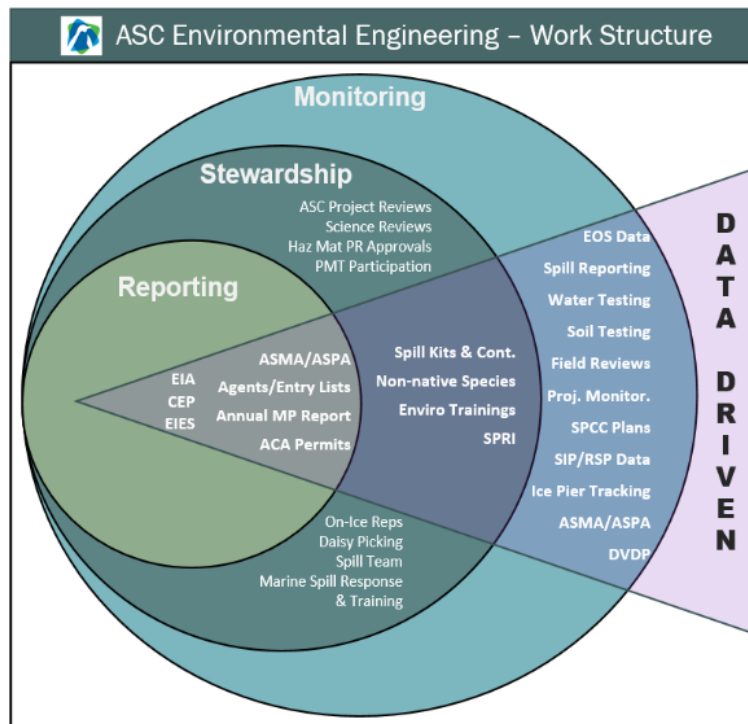 ASC Environmental Engineering – Work Structure
Monitoring
Stewardship
ASC Project Reviews
Science Reviews
Haz Mat PR Approvals
PMT Participation
Reporting
EIA
CEP
EIES
ASMA/ASPA
Agents/Entry Lists
Annual MP Report
ACA Permits
Spill Kits & Cont.
Non-native Species
Enviro Trainings
SPRI
EOS Data
Spill Reporting
Water Testing
Soil Testing
Field Reviews
Proj. Monitor.
SPCC Plans
SIP/RSP Data
Ice Pier Tracking
ASMA/ASPA
DVDP
On-Ice Reps
Daisy Picking
Spill Team
Marine Spill Response
& Training
DATA DRIVEN